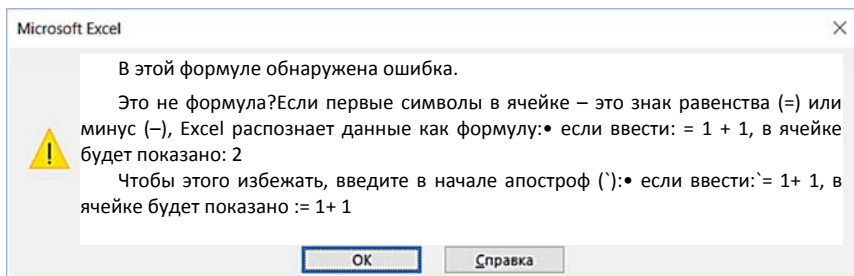 Microsoft Excel
В этой формуле обнаружена ошибка.
Это не формула?Если первые символы в ячейке – это знак равенства (=) или
минус (–), Excel распознает данные как формулу:• если ввести: = 1 + 1, в ячейке
будет показано: 2
Чтобы этого избежать, введите в начале апостроф (`):• если ввести:`= 1+ 1, в
ячейке будет показано := 1+ 1
ОК
Справка